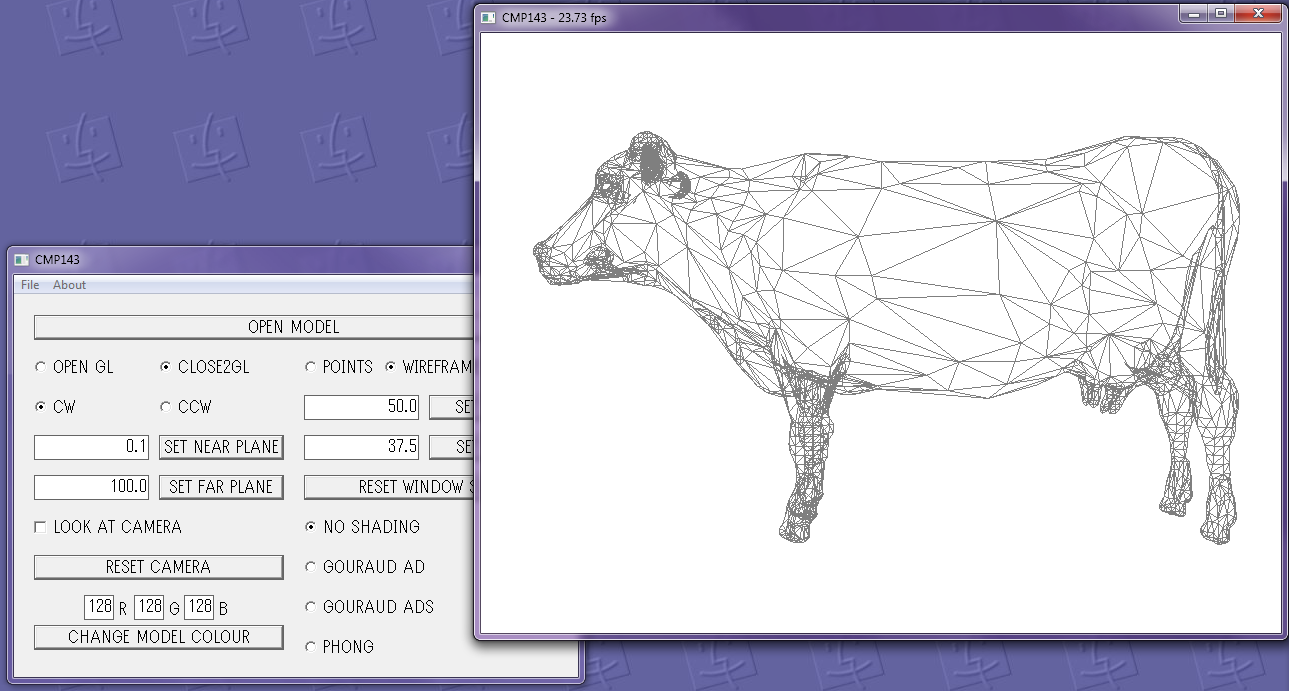 CMP143 - 23.73 fps
CMP143
File About
OPEN MODEL
OPEN GL CLOSE2GL POINTS WIREFRAM
CW CCW 50.0 SET
0.1 SET NEAR PLANE 37.5 SE
100.0 SET FAR PLANE RESET WINDOW S
LOOK AT CAMERA NO SHADING
RESET CAMERA GOURAUD AD
128 R 128 G 128 B GOURAUD ADS
CHANGE MODEL COLOUR PHONG